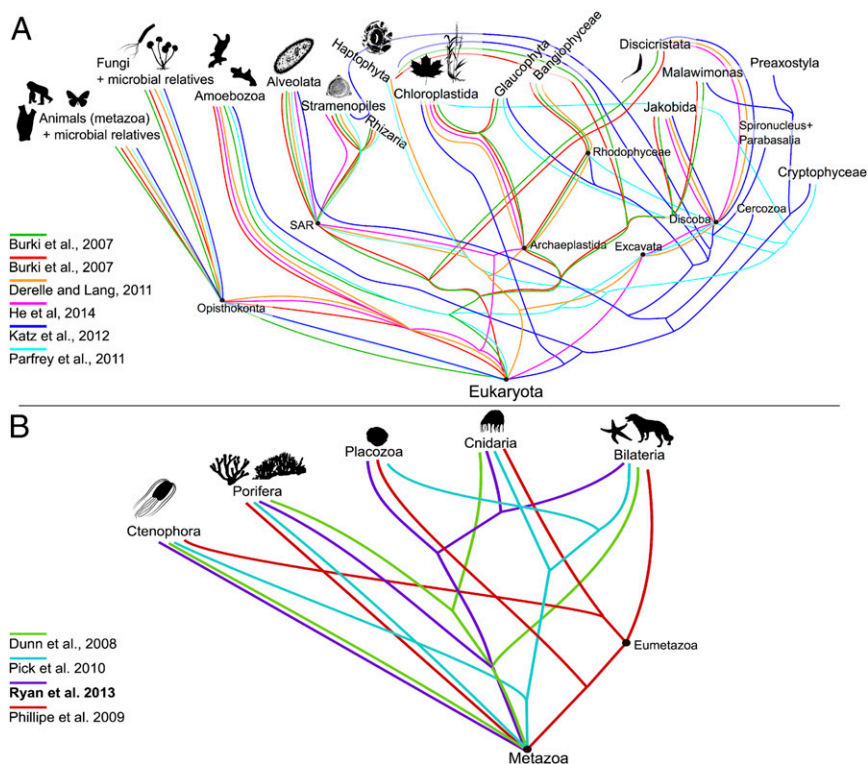 A
Fungi
+ microbial relatives
Animals (metazoa)
+ microbial relatives
Amoebozoa
Alveolata
Stramenopiles
Rhizaria
Haptophyta
Chloroplastida
Glaucophyta
Bangiophyceae
Rhodophyceae
Discicristata
Malawimonas
Jakobida
Preaxostyla
Spironucleus+
Parabasalia
Cryptophyceae
Cercozoa
Discoba
SAR
Archaeplastida
Excavata
Opisthokonta
Eukaryota
Burki et al., 2007
Burki et al., 2007
Derelle and Lang, 2011
He et al, 2014
Katz et al., 2012
Parfrey et al., 2011
B
Ctenophora
Porifera
Placozoa
Cnidaria
Bilateria
Eumetazoa
Metazoa
Dunn et al., 2008
Pick et al. 2010
Ryan et al. 2013
Phillipe et al. 2009